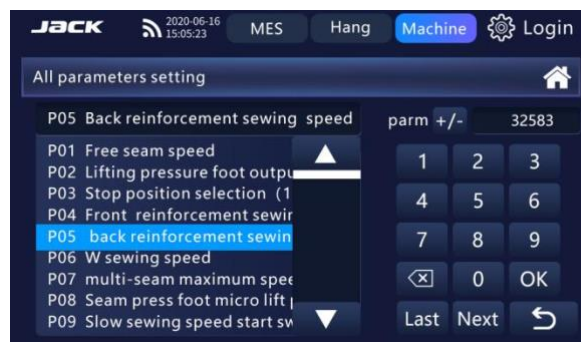 JACK 2020-06-16 MES Hang Machine Login
15:05:23
All parameters setting
P05 Back reinforcement sewing speed parm +/- 32583
P01 Free seam speed
P02 Lifting pressure foot outpu
P03 Stop position selection (1
P04 Front reinforcement sewir
P05 back reinforcement sewin
P06 W sewing speed
P07 multi-seam maximum spee
P08 Seam press foot micro lift
P09 Slow sewing speed start sw
1 2 3
4 5 6
7 8 9
0 OK
Last Next